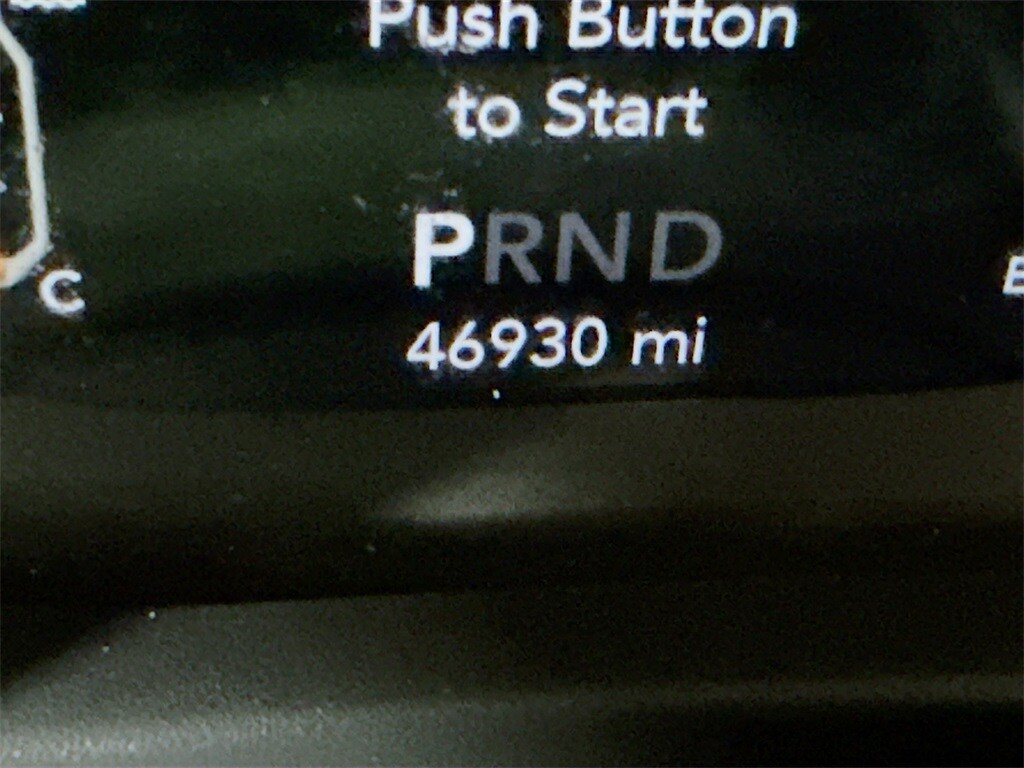 Push Button
to Start
PRND
C
E
46930 mi